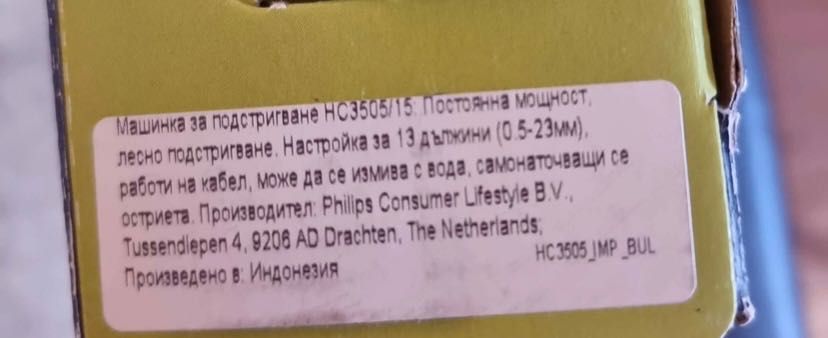 Машинка за подстригване HC3505/15: Постоянна мощност,
лесно подстригване. Настройка за 13 дължини (0.5-23мм),
работи на кабел, може да се измива с вода, самонаточващи се
остриета. Производител: Philips Consumer Lifestyle B.V.,
Tussendiepen 4, 9206 AD Drachten, The Netherlands;
Произведено в: Индонезия
HC3505_IMP_BUL